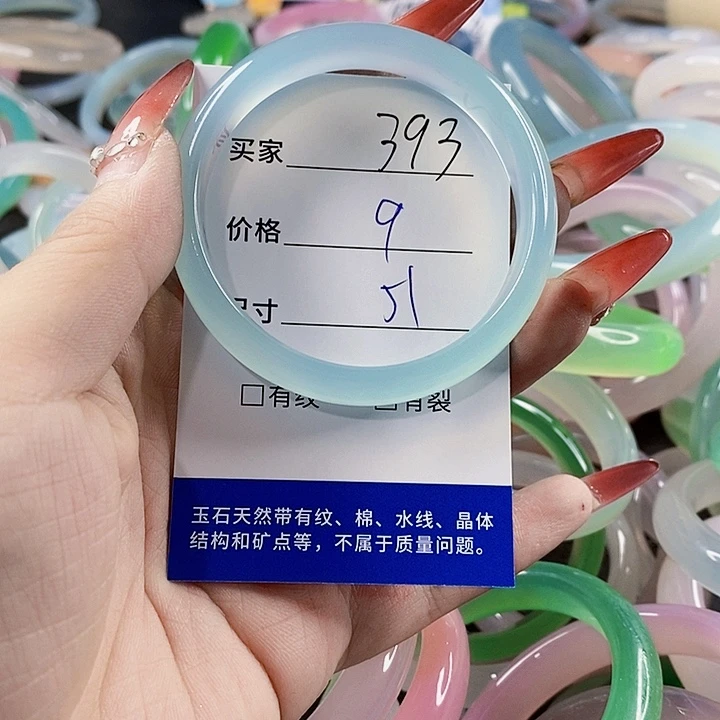 买家 393
价格 9
尺寸 51
□有纹 □有裂
玉石天然带有纹、棉、水线、晶体
结构和矿点等，不属于质量问题。